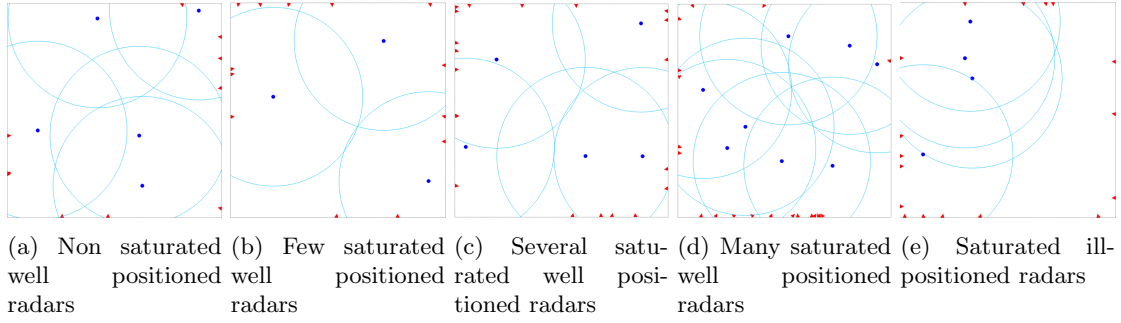 (a) Non saturated
well positioned
radars
(b) Few saturated
well positioned
radars
(c) Several satu-
rated well posi-
tioned radars
(d) Many saturated
well positioned
radars
(e) Saturated ill-
positioned radars